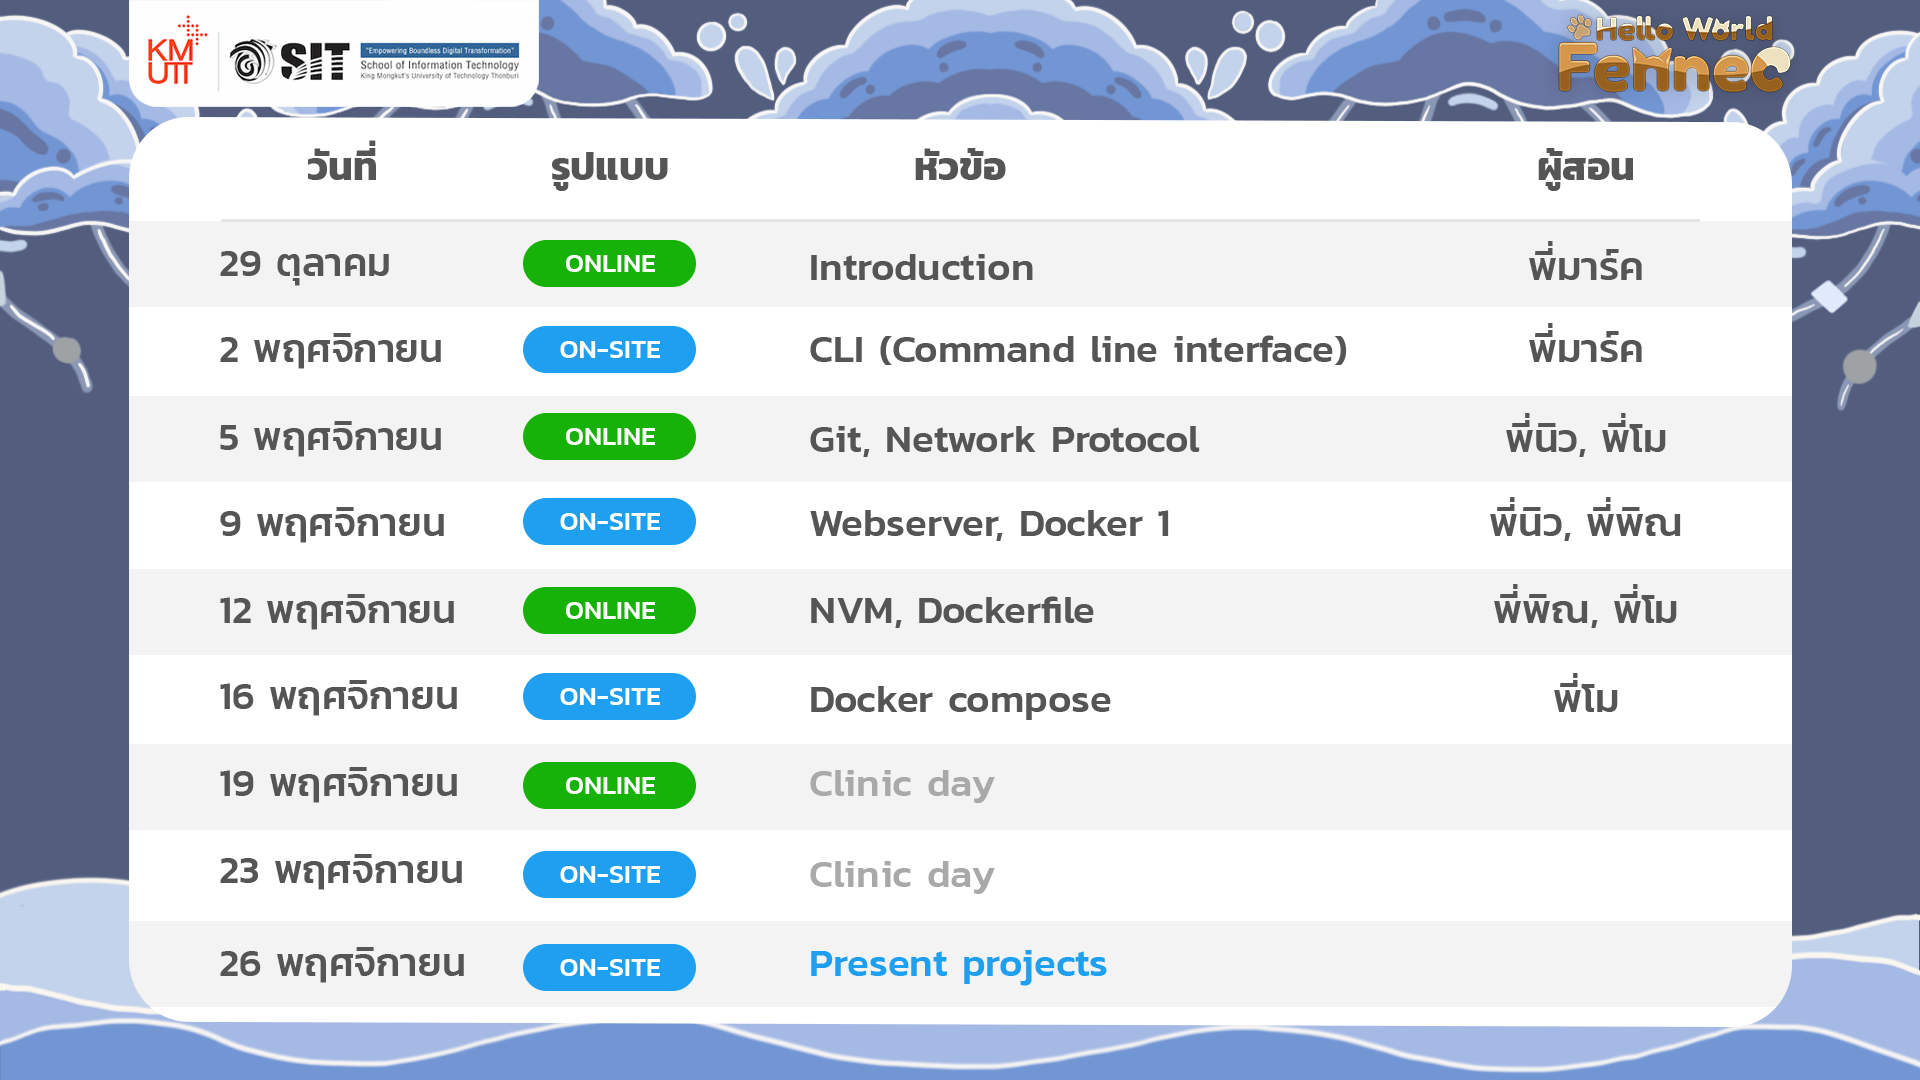 KM
UTT
SIT
"Empowering Boundless Digital Transformation"
School of Information Technology
King Mongkut's University of Technology Thonburi
Hello World
Fennec
วันที่ รูปแบบ หัวข้อ ผู้สอน
29 ตุลาคม ONLINE Introduction พี่มาร์ค
2 พฤศจิกายน ON-SITE CLI (Command line interface) พี่มาร์ค
5 พฤศจิกายน ONLINE Git, Network Protocol พี่นิว, พี่โม
9 พฤศจิกายน ON-SITE Webserver, Docker 1 พี่นิว, พี่พิณ
12 พฤศจิกายน ONLINE NVM, Dockerfile พี่พิณ, พี่โม
16 พฤศจิกายน ON-SITE Docker compose พี่โม
19 พฤศจิกายน ONLINE Clinic day
23 พฤศจิกายน ON-SITE Clinic day
26 พฤศจิกายน ON-SITE Present projects